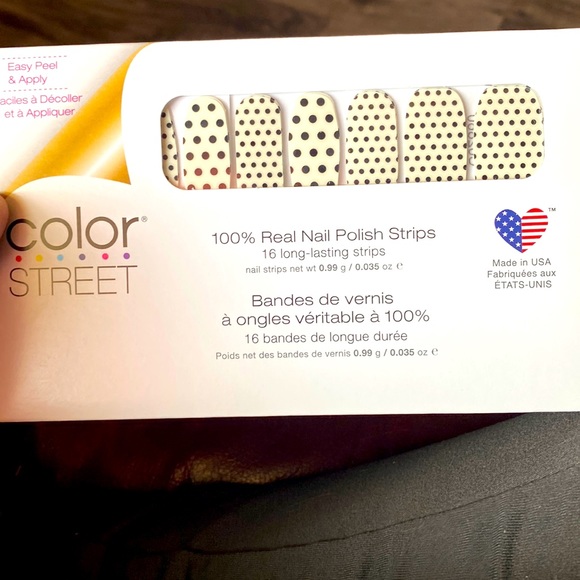 Easy Peel
& Apply
aciles à Décoller
et à Appliquer
color®
STREET
100% Real Nail Polish Strips
16 long-lasting strips
nail strips net wt 0.99 g / 0.035 oz ℮
Bandes de vernis
à ongles véritable à 100%
16 bandes de longue durée
Poids net des bandes de vernis 0.99 g / 0.035 oz ℮
™
Made in USA
Fabriquées aux
ÉTATS-UNIS